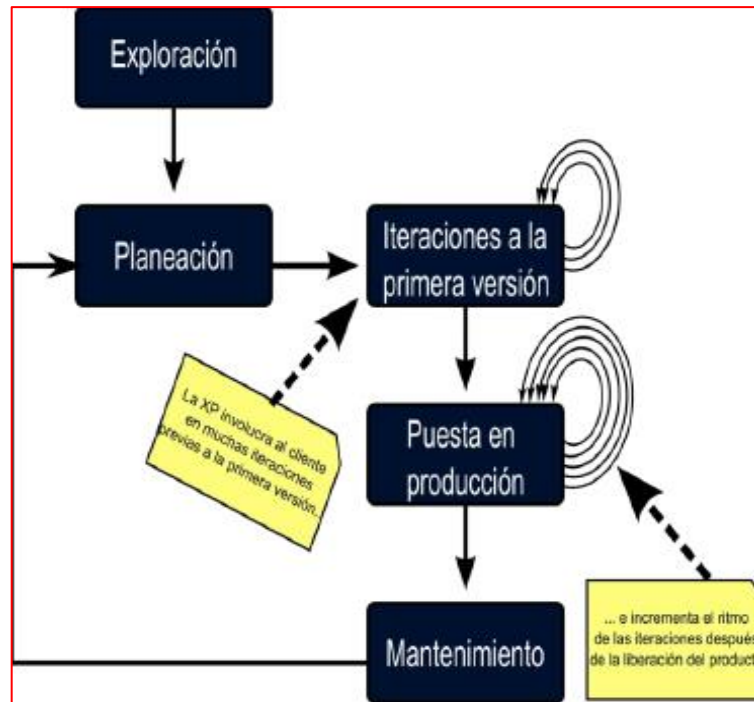 Exploración
Planeación
Iteraciones a la
primera versión
La XP involucra al cliente
en muchas iteraciones
previas a la primera versión...
Puesta en
producción
... e incrementa el ritmo
de las iteraciones después
de la liberación del product
Mantenimiento